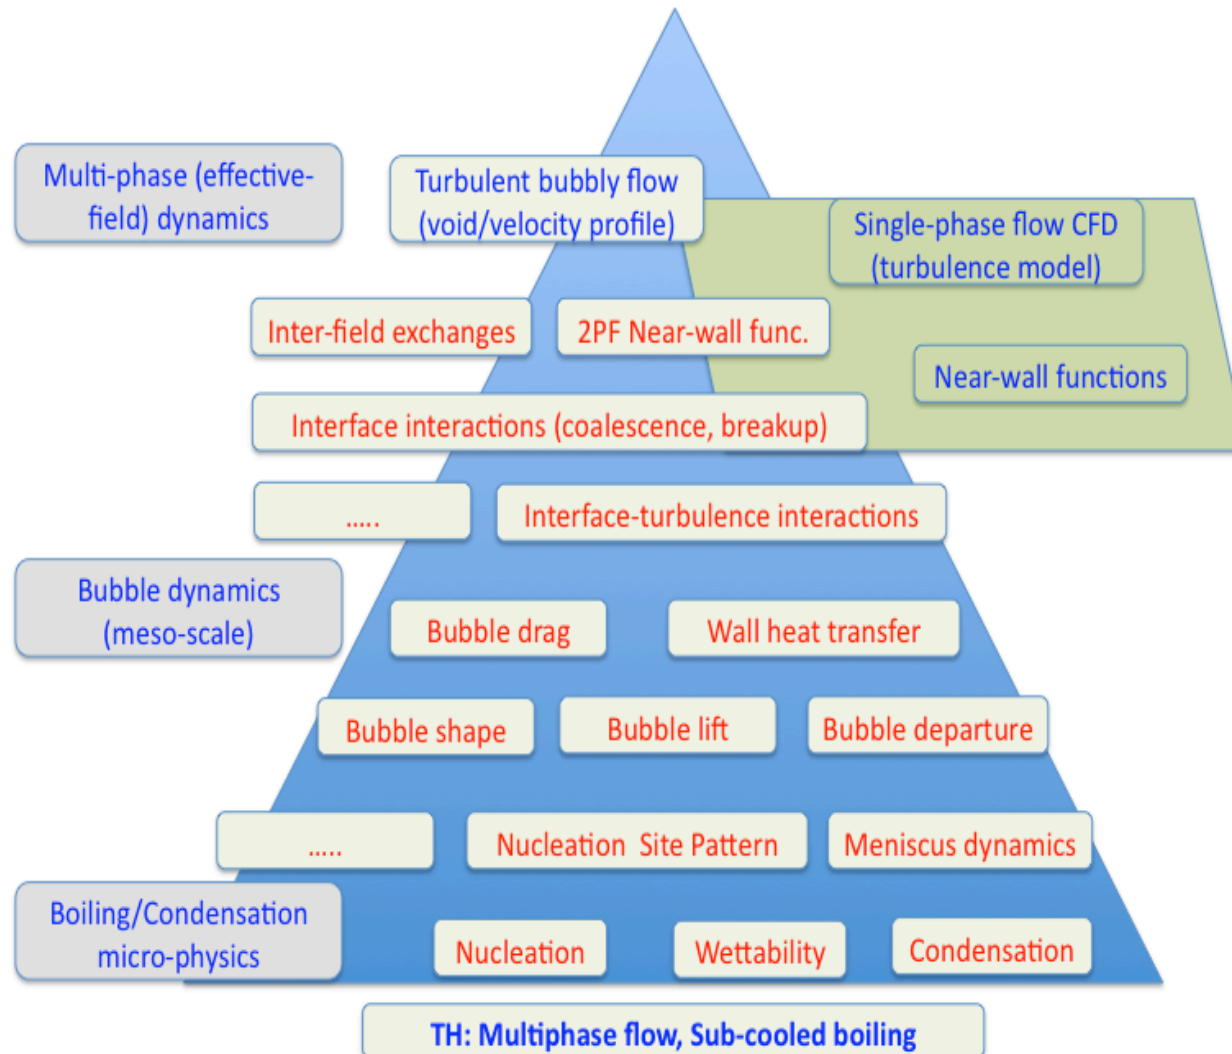 Multi-phase (effective-
field) dynamics
Turbulent bubbly flow
(void/velocity profile)
Single-phase flow CFD
(turbulence model)
Inter-field exchanges
2PF Near-wall func.
Near-wall functions
Interface interactions (coalescence, breakup)
.....
Interface-turbulence interactions
Bubble dynamics
(meso-scale)
Bubble drag
Wall heat transfer
Bubble shape
Bubble lift
Bubble departure
.....
Nucleation Site Pattern
Meniscus dynamics
Boiling/Condensation
micro-physics
Nucleation
Wettability
Condensation
TH: Multiphase flow, Sub-cooled boiling